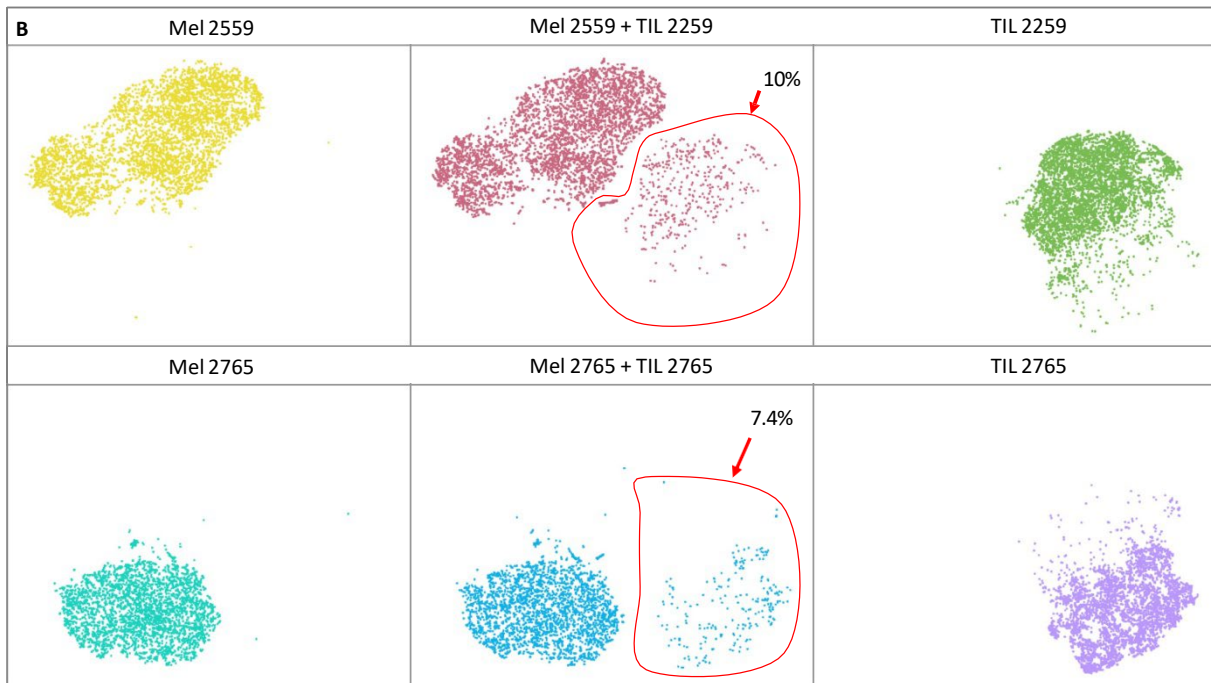 B
Mel 2559
Mel 2559 + TIL 2259
TIL 2259
10%
Mel 2765
Mel 2765 + TIL 2765
TIL 2765
7.4%